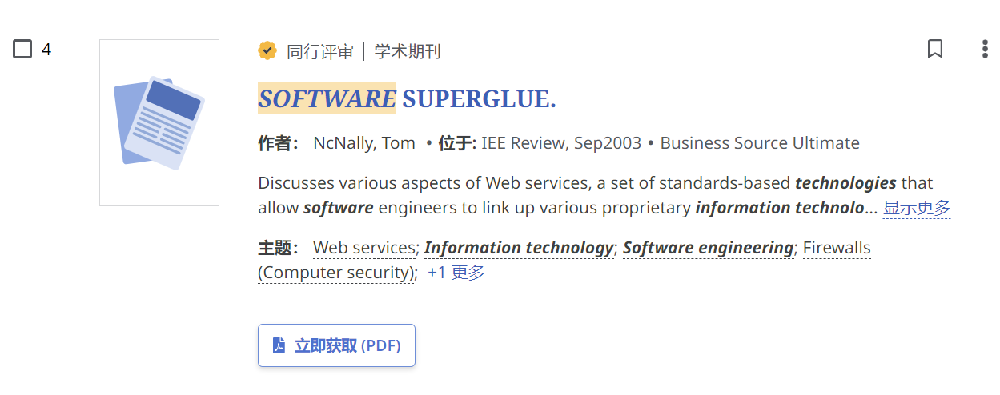 4
同行评审 | 学术期刊
SOFTWARE SUPERGLUE.
作者： NcNally, Tom • 位于: IEE Review, Sep2003 • Business Source Ultimate
Discusses various aspects of Web services, a set of standards-based technologies that
allow software engineers to link up various proprietary information technolo... 显示更多
主题： Web services; Information technology; Software engineering; Firewalls
(Computer security); +1 更多
立即获取 (PDF)